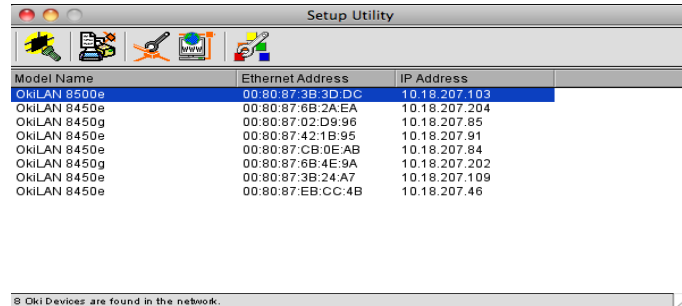 Setup Utility
Model Name Ethernet Address IP Address
OkiLAN 8500e 00:80:87:3B:3D:DC 10.18.207.103
OkiLAN 8450e 00:80:87:6B:2A:EA 10.18.207.204
OkiLAN 8450g 00:80:87:02:D9:96 10.18.207.85
OkiLAN 8450e 00:80:87:42:1B:95 10.18.207.91
OkiLAN 8450e 00:80:87:CB:0E:AB 10.18.207.84
OkiLAN 8450g 00:80:87:6B:4E:9A 10.18.207.202
OkiLAN 8450e 00:80:87:3B:24:A7 10.18.207.109
OkiLAN 8450e 00:80:87:EB:CC:4B 10.18.207.46
8 Oki Devices are found in the network.